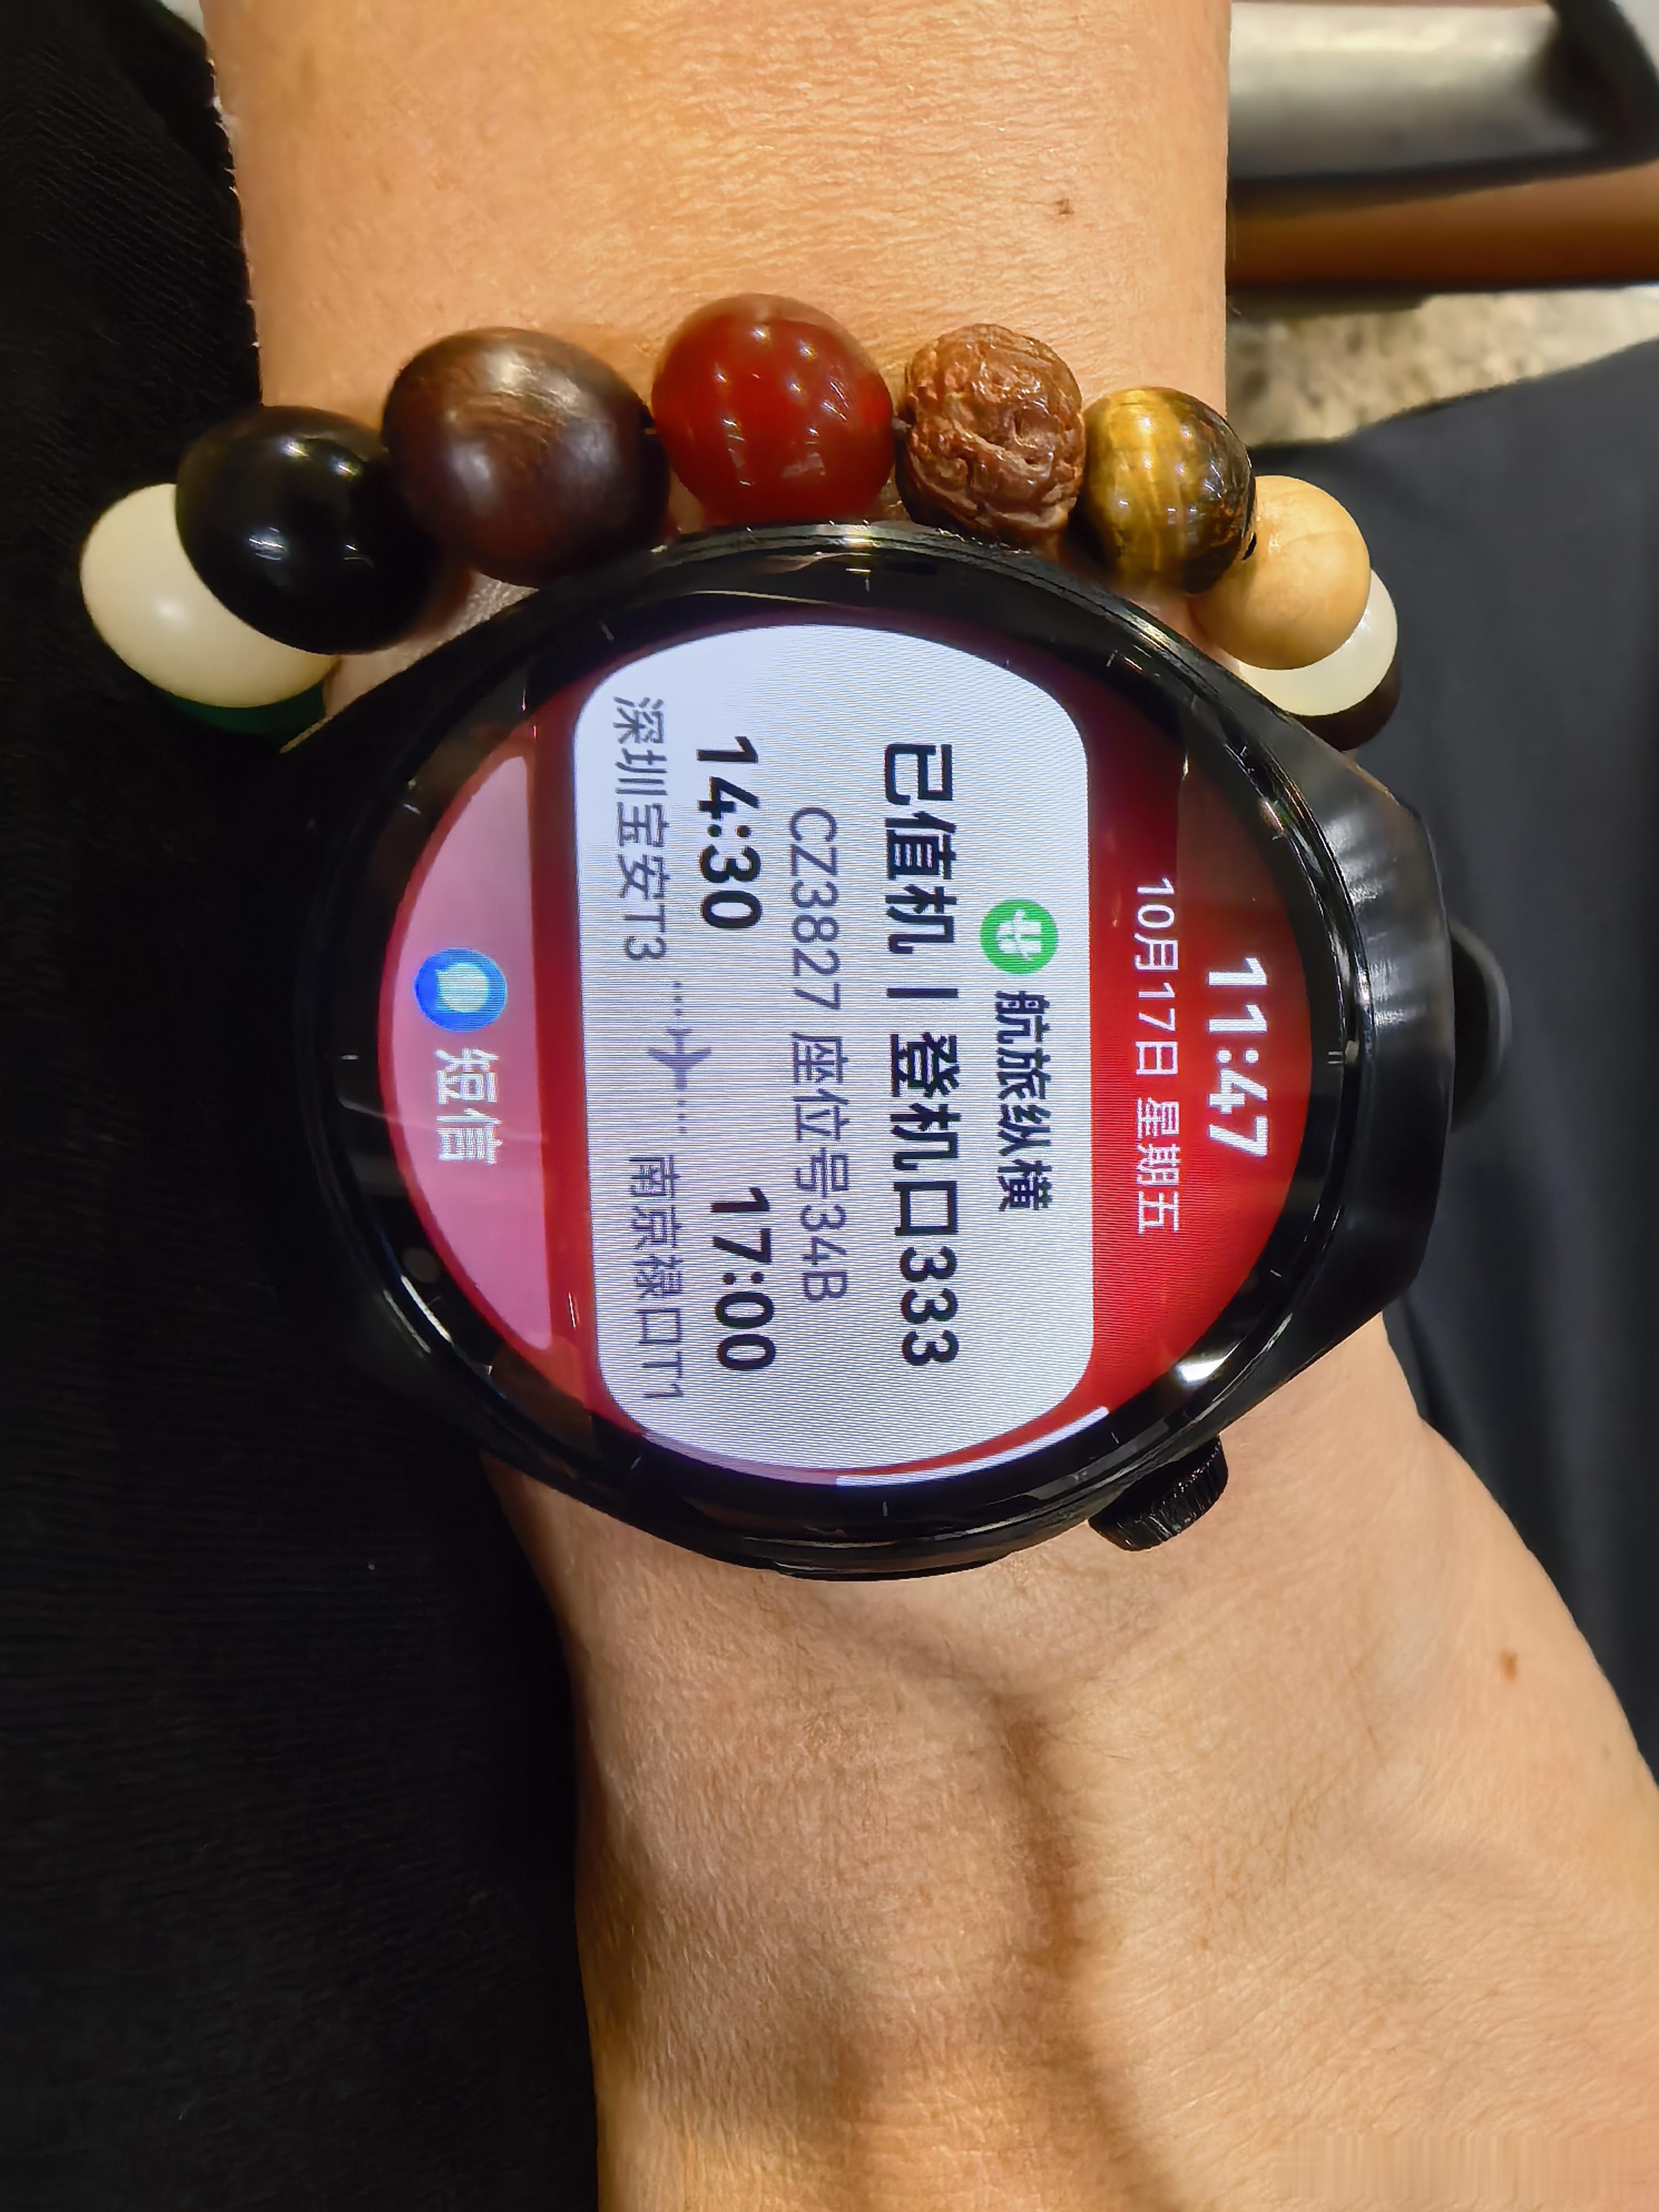 11:47
10月17日 星期五
航旅纵横
已值机 | 登机口333
CZ3827 座位号34B
14:30 17:00
深圳宝安T3 南京禄口T1
短信